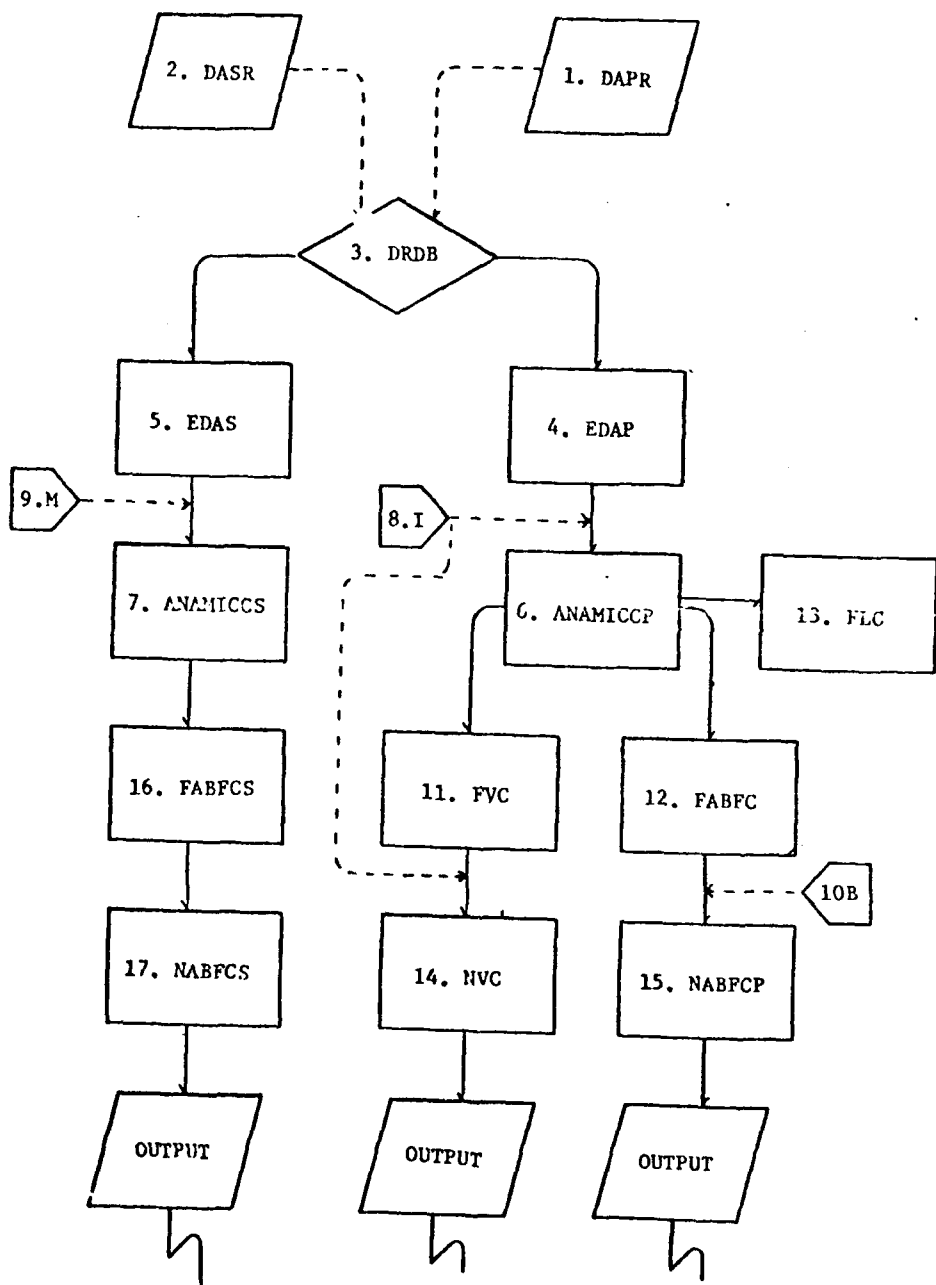 2. DASR
1. DAPR
3. DRDB
5. EDAS
4. EDAP
9.M
8.I
7. ANAMICCS
6. ANAMICCP
13. FLC
16. FABFCS
11. FVC
12. FABFC
10B
17. NABFCS
14. NVC
15. NABFCP
OUTPUT
OUTPUT
OUTPUT